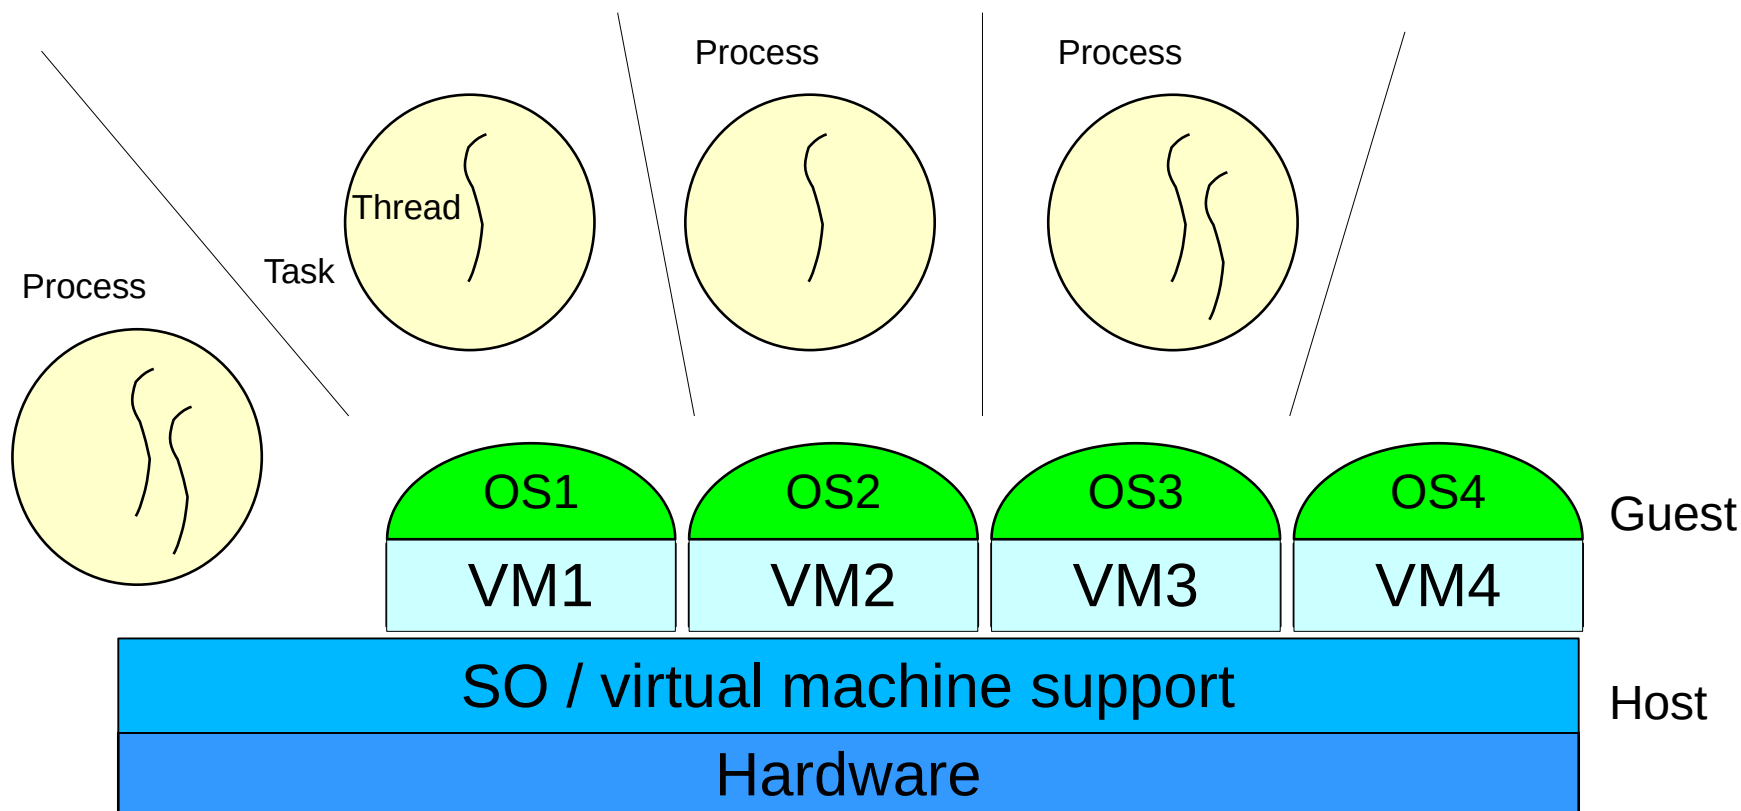 Process
Process
Thread
Task
Process
OS1
OS2
OS3
OS4
Guest
VM1
VM2
VM3
VM4
SO / virtual machine support
Host
Hardware